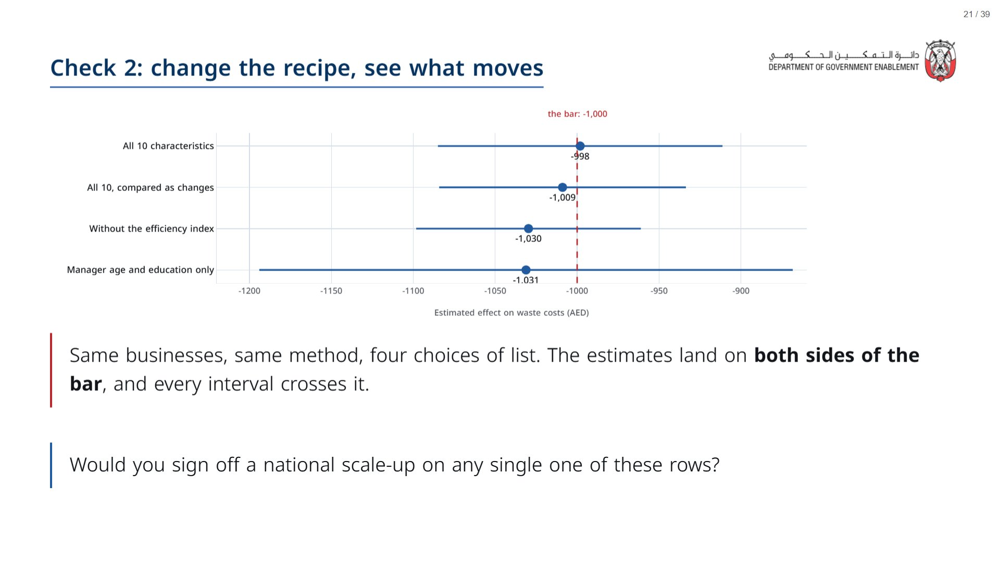 21 / 39
Check 2: change the recipe, see what moves
دائرة التمكين الحكومي
DEPARTMENT OF GOVERNMENT ENABLEMENT
the bar: -1,000
All 10 characteristics
-998
All 10, compared as changes
-1,009
Without the efficiency index
-1,030
Manager age and education only
-1,031
-1200 -1150 -1100 -1050 -1000 -950 -900
Estimated effect on waste costs (AED)
Same businesses, same method, four choices of list. The estimates land on both sides of the
bar, and every interval crosses it.
Would you sign off a national scale-up on any single one of these rows?